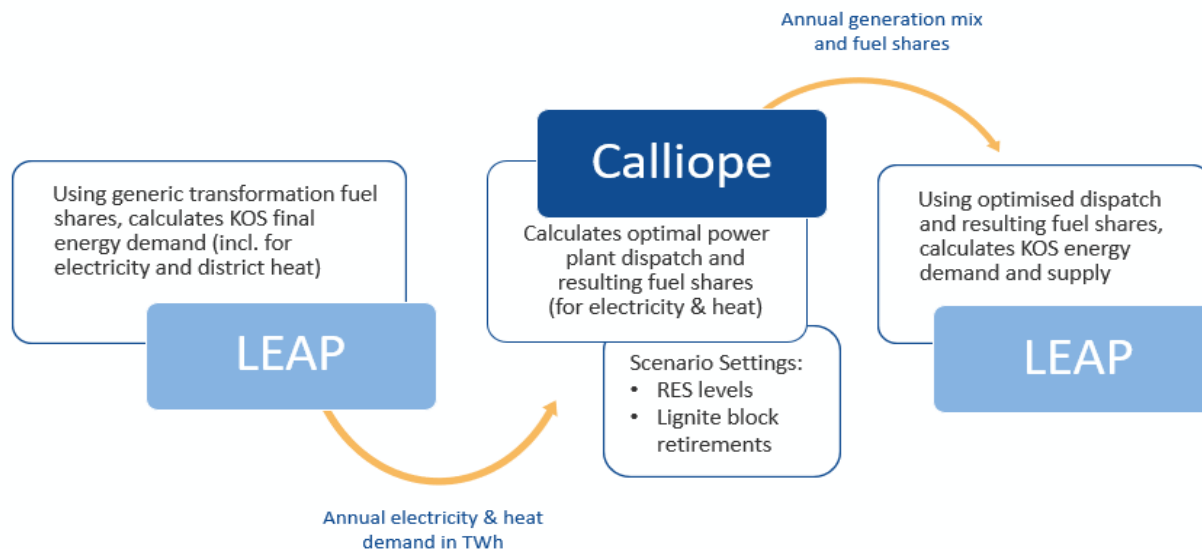 Annual generation mix
and fuel shares
Using generic transformation fuel
shares, calculates KOS final
energy demand (incl. for
electricity and district heat)
LEAP
Annual electricity & heat
demand in TWh
Calliope
Calculates optimal power
plant dispatch and
resulting fuel shares
(for electricity & heat)
Scenario Settings:
• RES levels
• Lignite block
retirements
Using optimised dispatch
and resulting fuel shares,
calculates KOS energy
demand and supply
LEAP